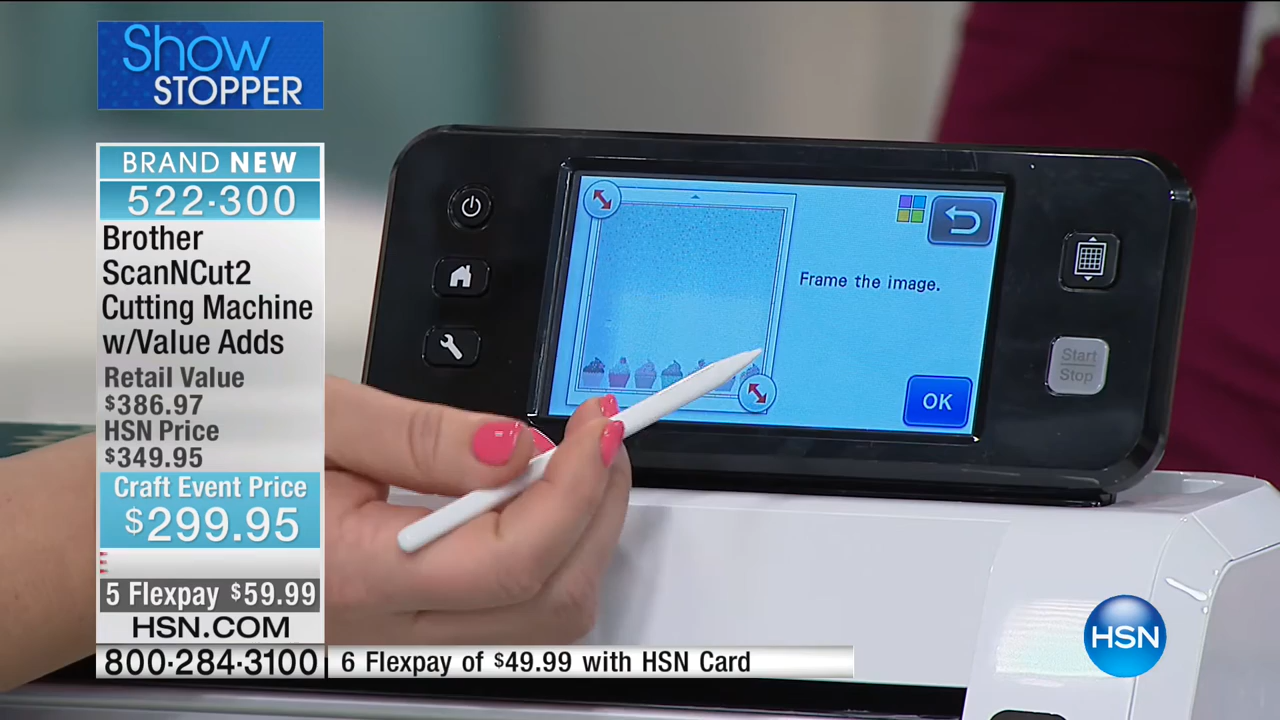 Show
STOPPER
BRAND NEW
522-300
Brother
ScanNCut2
Cutting Machine
w/Value Adds
Retail Value
$386.97
HSN Price
$349.95
Craft Event Price
$299.95
5 Flexpay $59.99
HSN.COM
800-284-3100
6 Flexpay of $49.99 with HSN Card
Frame the image.
OK
Start
Stop
HSN